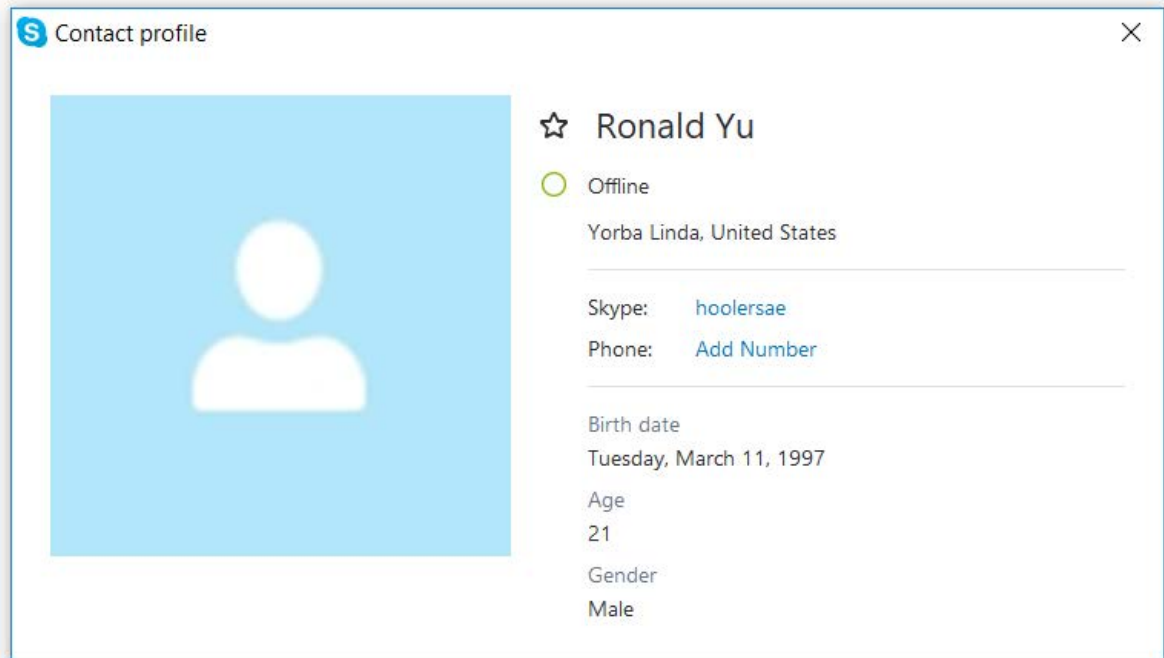 Contact profile
Ronald Yu
Offline
Yorba Linda, United States
Skype: hoolersae
Phone: Add Number
Birth date
Tuesday, March 11, 1997
Age
21
Gender
Male